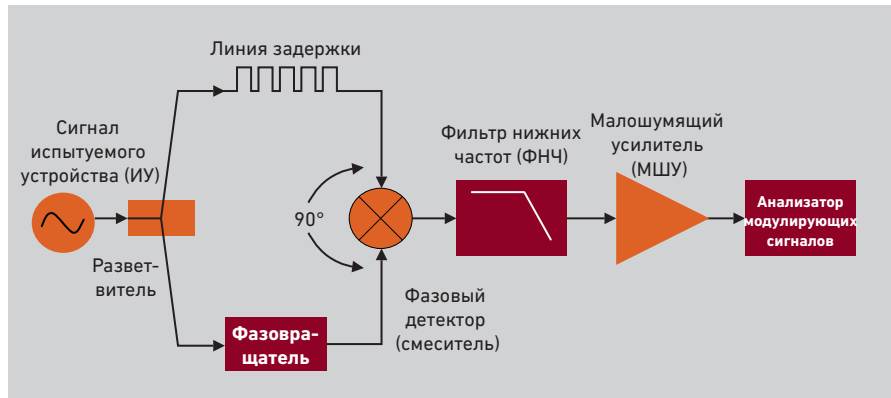 Линия задержки
Сигнал
испытуемого
устройства (ИУ)
Развет-
витель
90°
Фазовра-
щатель
Фазовый
детектор
(смеситель)
Фильтр нижних
частот (ФНЧ)
Малошумящий
усилитель
(МШУ)
Анализатор
модулирующих
сигналов